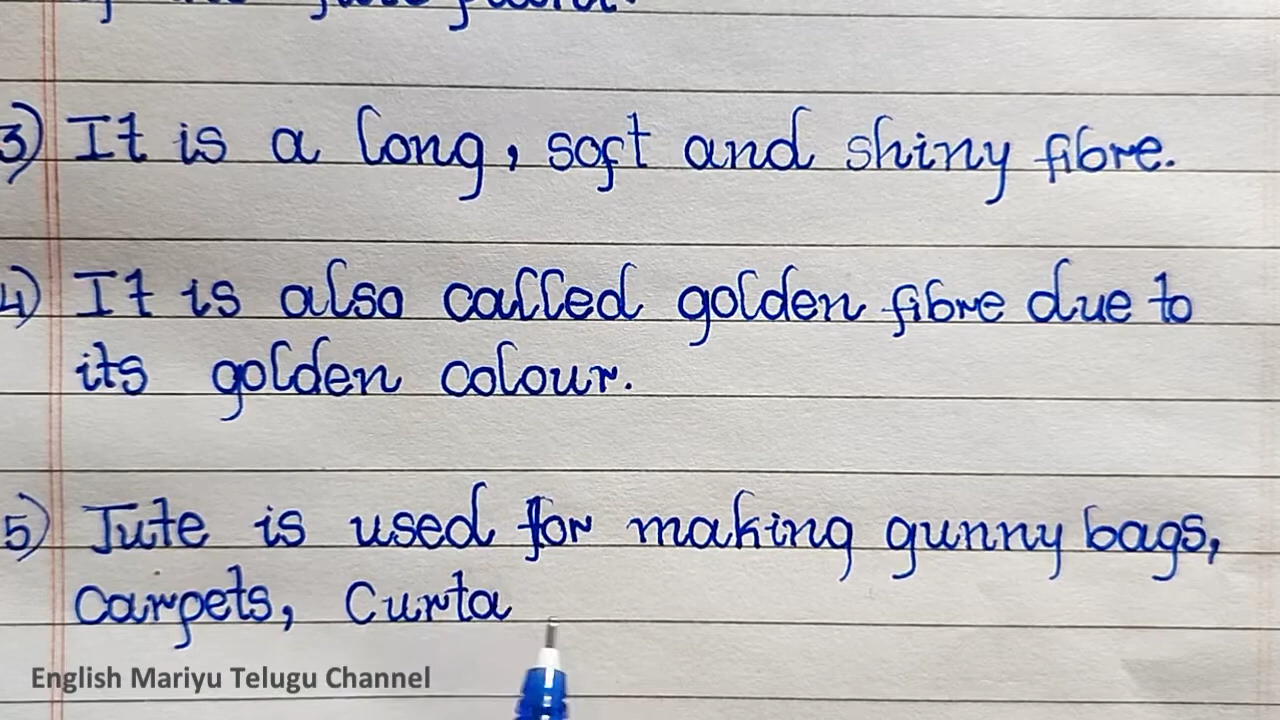 3) It is a long, soft and shiny fibre.
4) It is also called golden fibre due to
its golden colour.
5) Jute is used for making gunny bags,
carpets, Curta
English Mariyu Telugu Channel